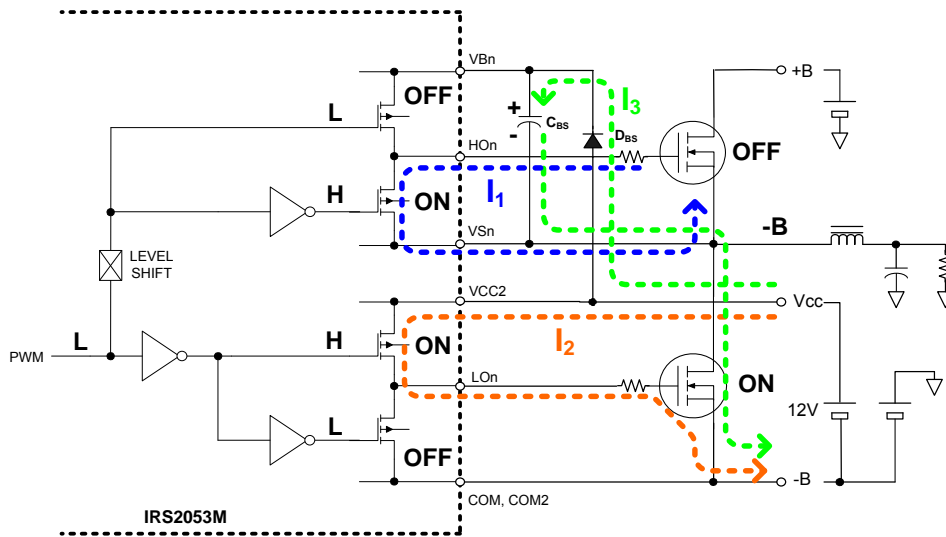 VBn
+B
OFF
I3
L
+
-
CBS
DBS
HOn
OFF
H
I1
ON
VSn
-B
LEVEL
SHIFT
VCC2
Vcc
PWM
L
H
ON
I2
LOn
ON
12V
L
OFF
-B
COM, COM2
IRS2053M